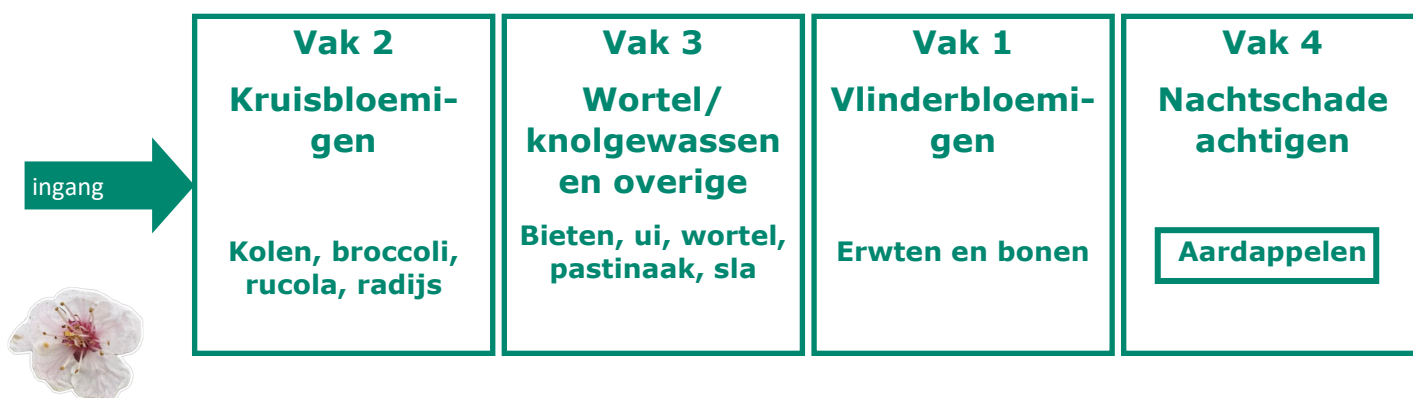 ingang
Vak 2
Kruisbloemi-
gen
Kolen, broccoli,
rucola, radijs
Vak 3
Wortel/
knolgewassen
en overige
Bieten, ui, wortel,
pastinaak, sla
Vak 1
Vlinderbloemi-
gen
Erwten en bonen
Vak 4
Nachtschade
achtigen
Aardappelen